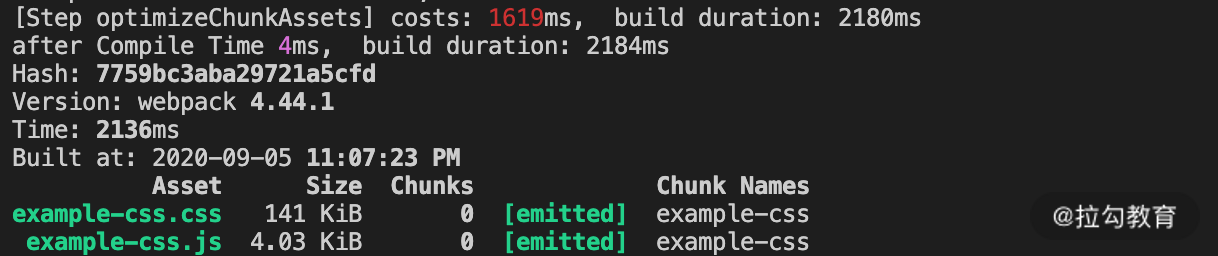 [Step optimizeChunkAssets] costs: 1619ms,  build duration: 2180ms
after Compile Time 4ms,  build duration: 2184ms
Hash: 7759bc3aba29721a5cfd
Version: webpack 4.44.1
Time: 2136ms
Built at: 2020-09-05 11:07:23 PM
Asset Size Chunks Chunk Names
example-css.css 141 KiB 0 [emitted] example-css
example-css.js 4.03 KiB 0 [emitted] example-css
@拉勾教育